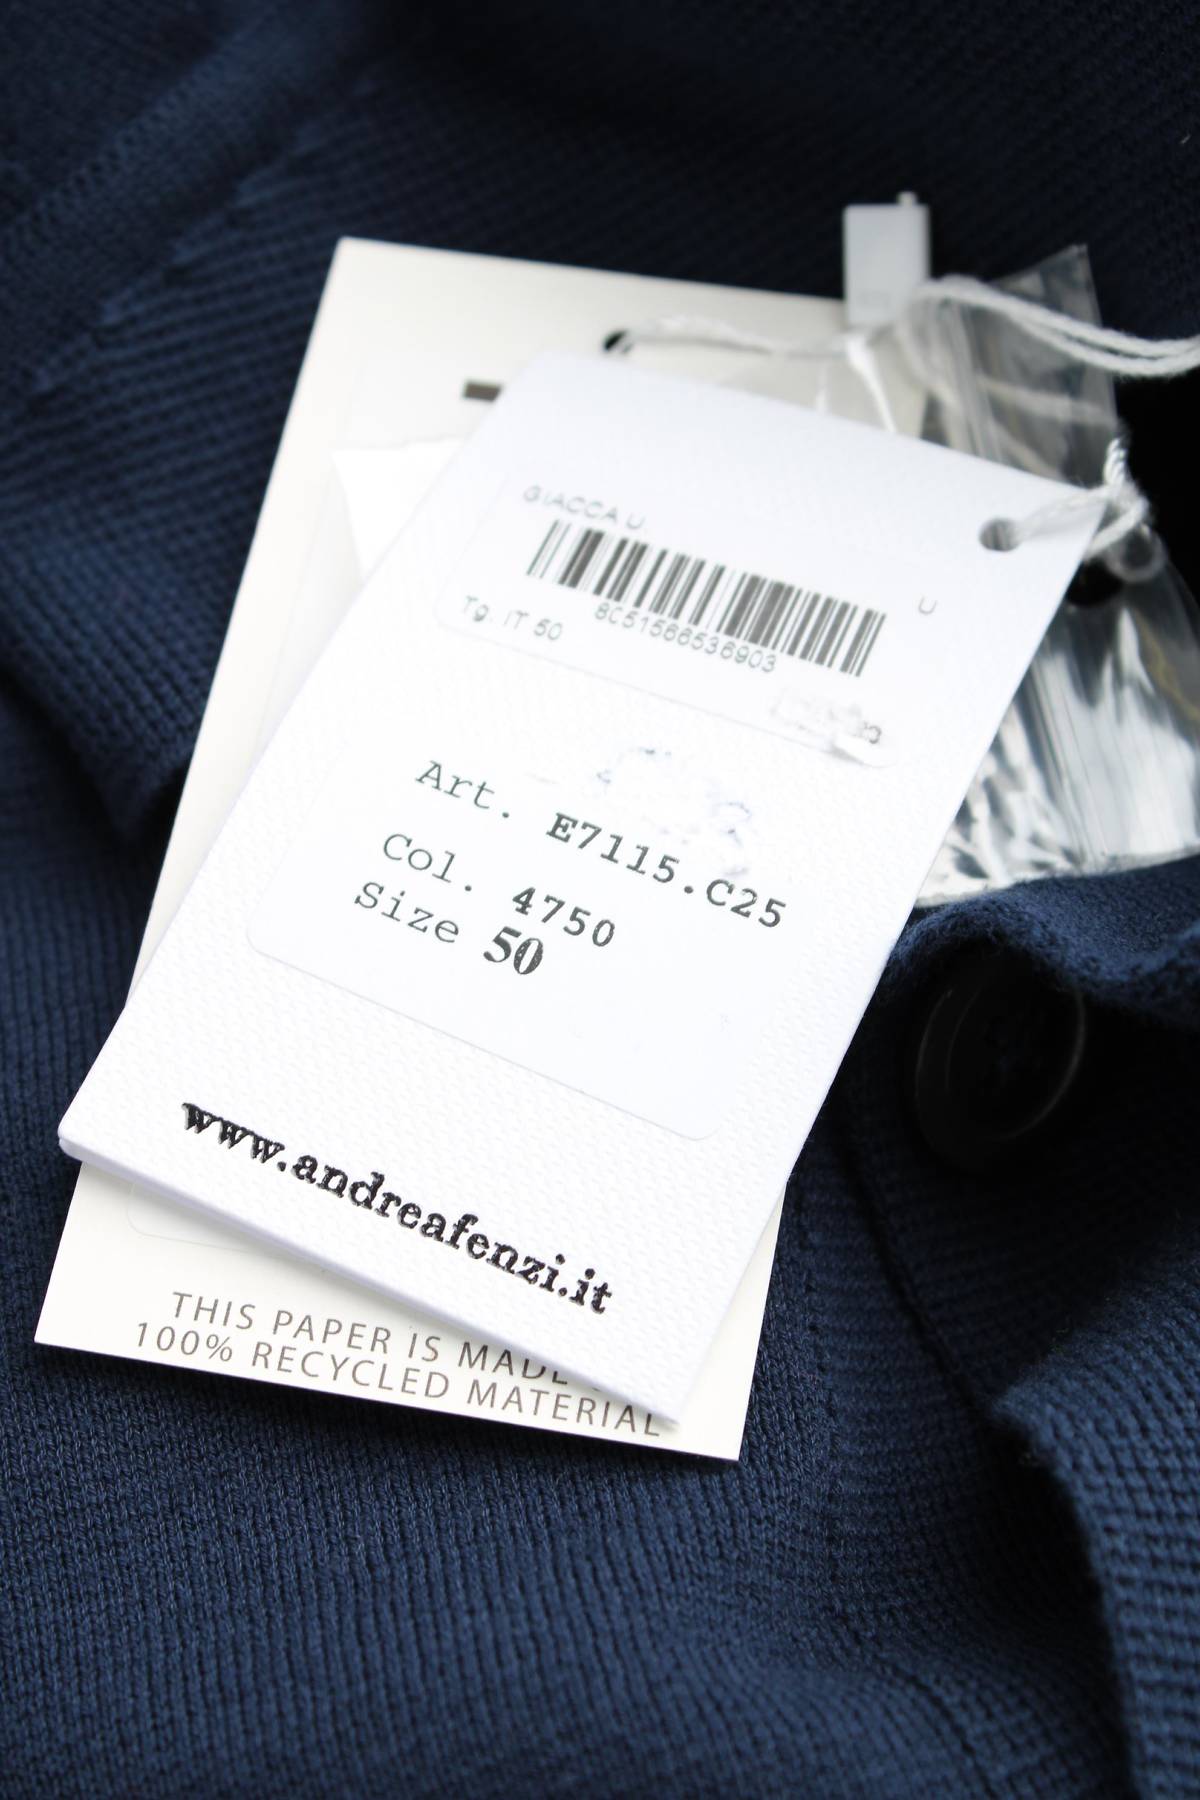 GIACCA U
U
Tg. IT 50
8051566536903
Art. E7115.C25
Col. 4750
Size 50
www.andreafenzi.it
THIS PAPER IS MADE
100% RECYCLED MATERIAL